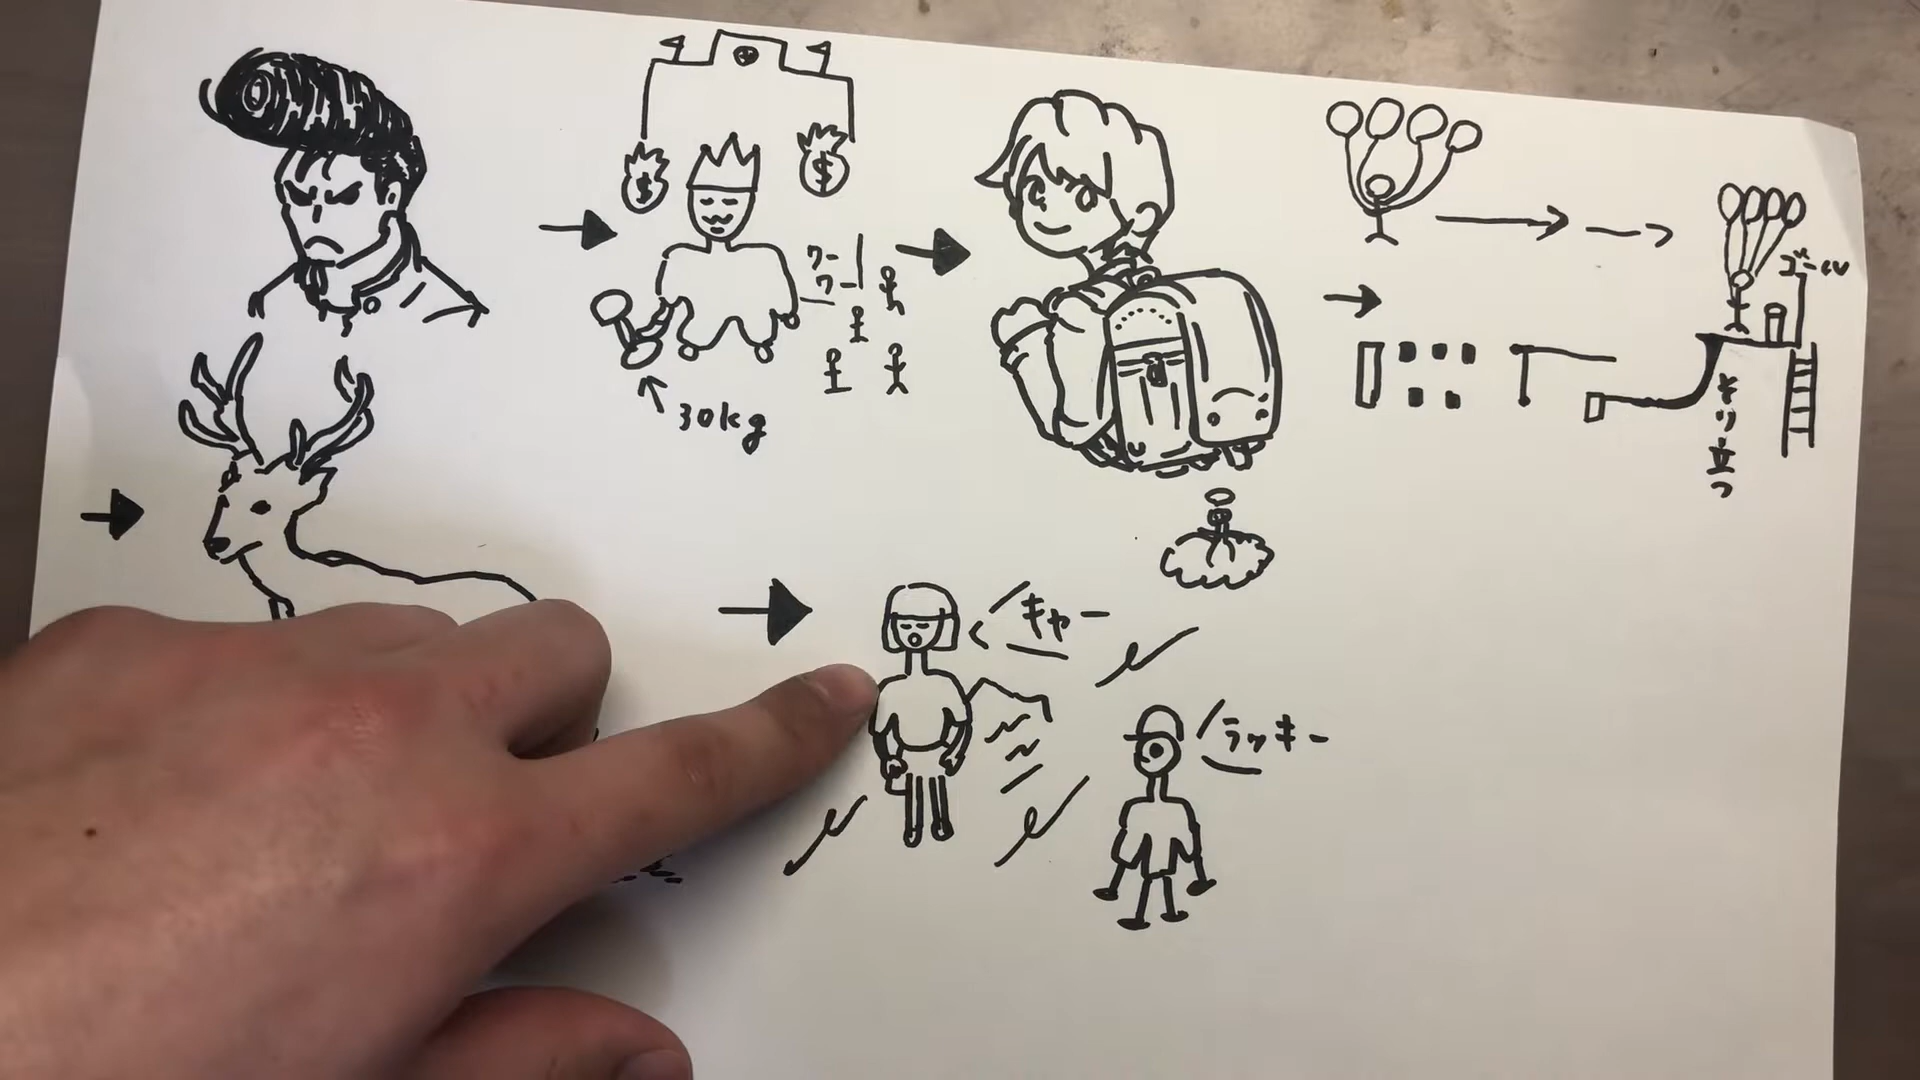 ワー
ワー
30kg
ゴール
そり立つ
キャー
ラッキー